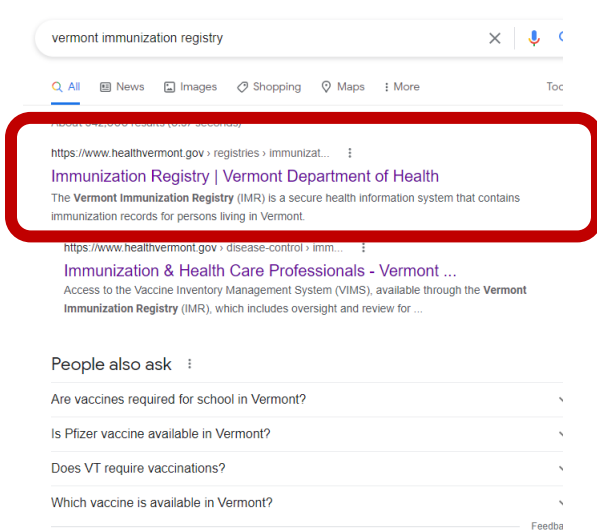 vermont immunization registry
All News Images Shopping Maps More
About results seconds)
https://www.healthvermont.gov › registries › immunizat...
Immunization Registry | Vermont Department of Health
The Vermont Immunization Registry (IMR) is a secure health information system that contains
immunization records for persons living in Vermont.
https://www.healthvermont.gov › disease-control › imm...
Immunization & Health Care Professionals - Vermont ...
Access to the Vaccine Inventory Management System (VIMS), available through the Vermont
Immunization Registry (IMR), which includes oversight and review for ...
People also ask
Are vaccines required for school in Vermont?
Is Pfizer vaccine available in Vermont?
Does VT require vaccinations?
Which vaccine is available in Vermont?